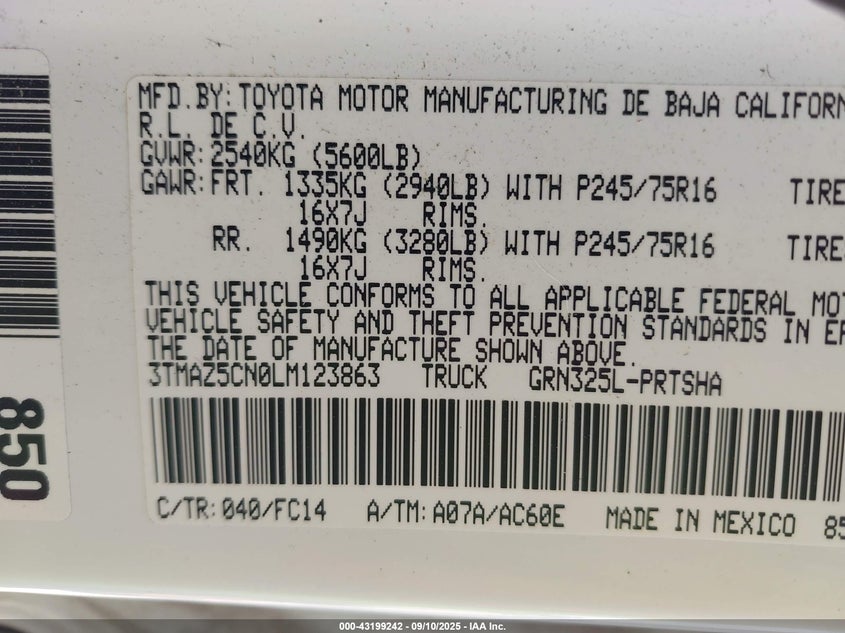 MFD.BY:TOYOTA MOTOR MANUFACTURING DE BAJA
R.L. DE C.V.
GVWR:2540KG (5600LB)
GAWR:FRT. 1335KG (2940LB) WITH P245/75R16 TIRE
16X7J RIMS.
RR. 1490KG (3280LB) WITH P245/75R16 TIRE
16X7J RIMS.
THIS VEHICLE CONFORMS TO ALL APPLICABLE FEDERAL
VEHICLE SAFETY AND THEFT PREVENTION STANDARDS IN
THE DATE OF MANUFACTURE SHOWN ABOVE.
3TMAZ5CN0LM123863 TRUCK GRN325L-PRTSHA
C/TR:040/FC14 A/TM:A07A/AC60E MADE IN MEXICO 85
850
000-43199242 - 09/10/2025 - IAA Inc.